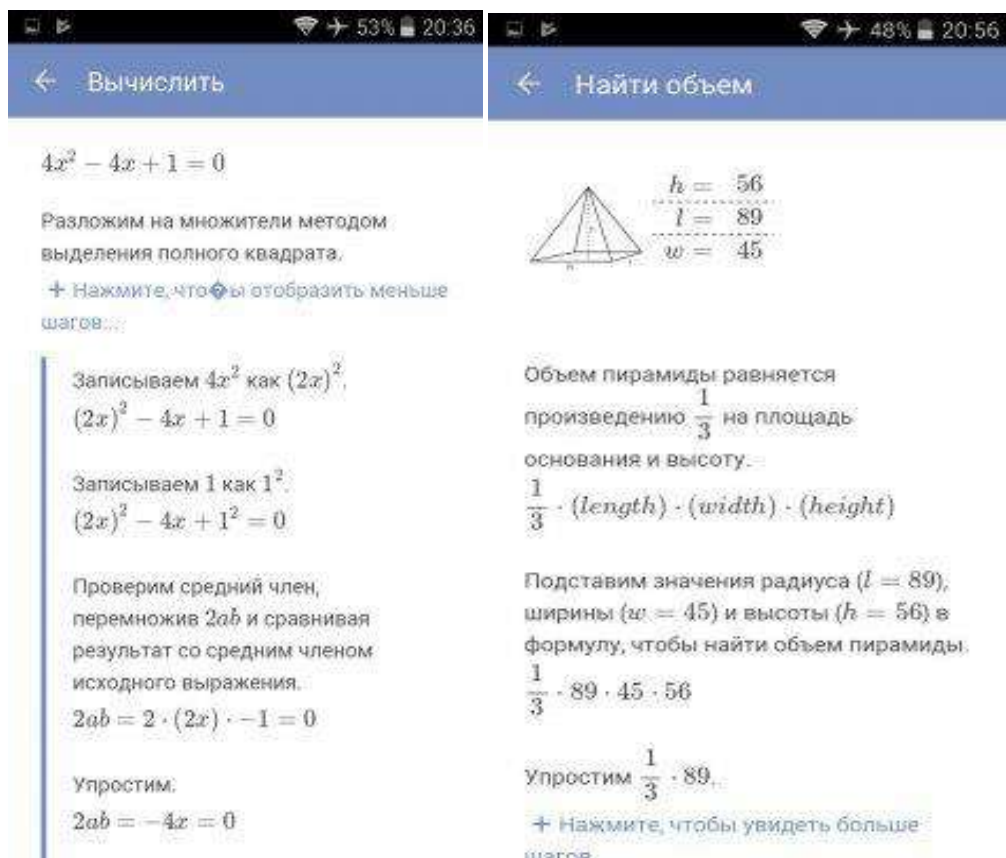 53% 20:36
Вычислить
4x² − 4x + 1 = 0
Разложим на множители методом
выделения полного квадрата.
+ Нажмите, что�ы отобразить меньше
шагов...
Записываем 4x² как (2x)².
(2x)² − 4x + 1 = 0
Записываем 1 как 1².
(2x)² − 4x + 1² = 0
Проверим средний член,
перемножив 2ab и сравнивая
результат со средним членом
исходного выражения.
2ab = 2 · (2x) · −1 = 0
Упростим.
2ab = −4x = 0
48% 20:56
Найти объем
h = 56
l = 89
w = 45
Объем пирамиды равняется
произведению 1/3 на площадь
основания и высоту.
1/3 · (length) · (width) · (height)
Подставим значения радиуса (l = 89),
ширины (w = 45) и высоты (h = 56) в
формулу, чтобы найти объем пирамиды.
1/3 · 89 · 45 · 56
Упростим 1/3 · 89.
+ Нажмите, чтобы увидеть больше
шагов